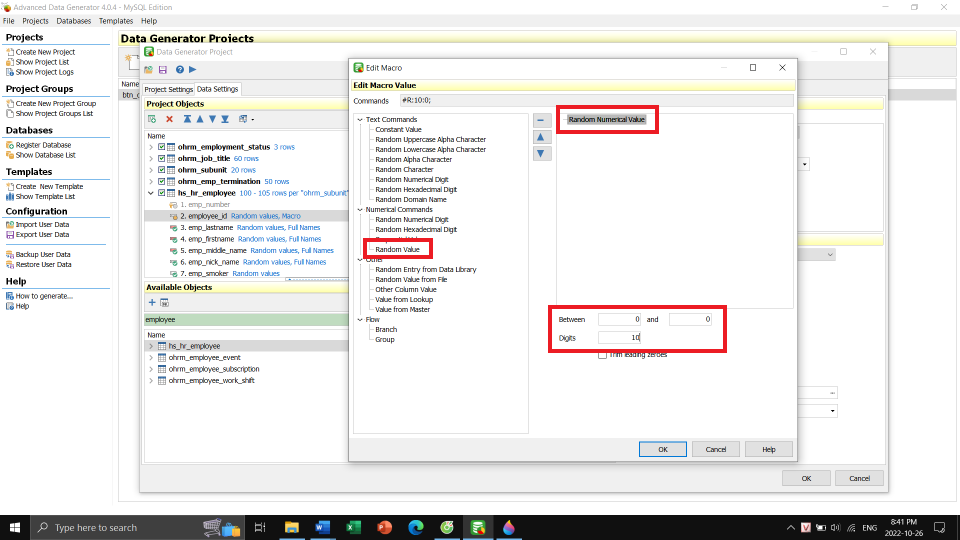 Advanced Data Generator 4.0.4 - MySQL Edition
File Projects Databases Templates Help
Projects
Create New Project
Show Project List
Show Project Logs
Project Groups
Create New Project Group
Show Project Groups List
Databases
Register Database
Show Database List
Templates
Create New Template
Show Template List
Configuration
Import User Data
Export User Data
Backup User Data
Restore User Data
Help
How to generate...
Help
Data Generator Projects
Name
Data Generator Project
Project Settings Data Settings
Project Objects
Name
ohrm_employment_status 3 rows
ohrm_job_title 60 rows
ohrm_subunit 20 rows
ohrm_emp_termination 50 rows
hs_hr_employee 100 - 105 rows per "ohrm_subunit"
1. emp_number
2. employee_id Random values, Macro
3. emp_lastname Random values, Full Names
4. emp_firstname Random values, Full Names
5. emp_middle_name Random values, Full Names
6. emp_nick_name Random values, Full Names
7. emp_smoker Random values
Available Objects
employee
Name
hs_hr_employee
ohrm_employee_event
ohrm_employee_subscription
ohrm_employee_work_shift
OK Cancel
Edit Macro
Edit Macro Value
Commands #R:10:0;
Text Commands
Constant Value
Random Uppercase Alpha Character
Random Lowercase Alpha Character
Random Alpha Character
Random Character
Random Numerical Digit
Random Hexadecimal Digit
Random Domain Name
Numerical Commands
Random Numerical Digit
Random Hexadecimal Digit
Random Value
Other
Random Entry from Data Library
Random Value from File
Other Column Value
Value from Lookup
Value from Master
Flow
Branch
Group
Random Numerical Value
Between 0 and 0
Digits 10
Trim leading zeroes
OK Cancel Help
Type here to search
ENG
8:41 PM
2022-10-26